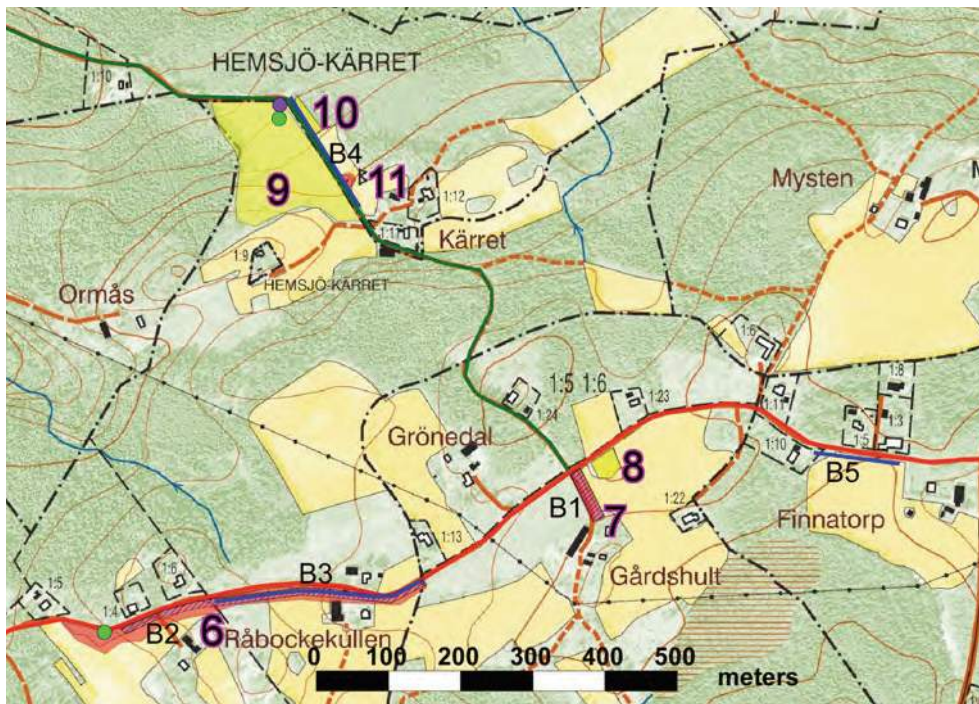 HEMSJÖ-KÄRRET
1:10
10
B4
11
9
1:12
Mysten
1:11
Kärret
1:9
HEMSJÖ-KÄRRET
Ormås
1:6
1:5 1:6
1:8
1:23
1:11
1:24
1:3
Grönedal
1:10
1:5
8
B5
B1
7
1:22
Finnatorp
1:13
Gårdshult
1:6
B3
1:5
1:4
B2
6
Råbockekullen
0 100 200 300 400 500
meters